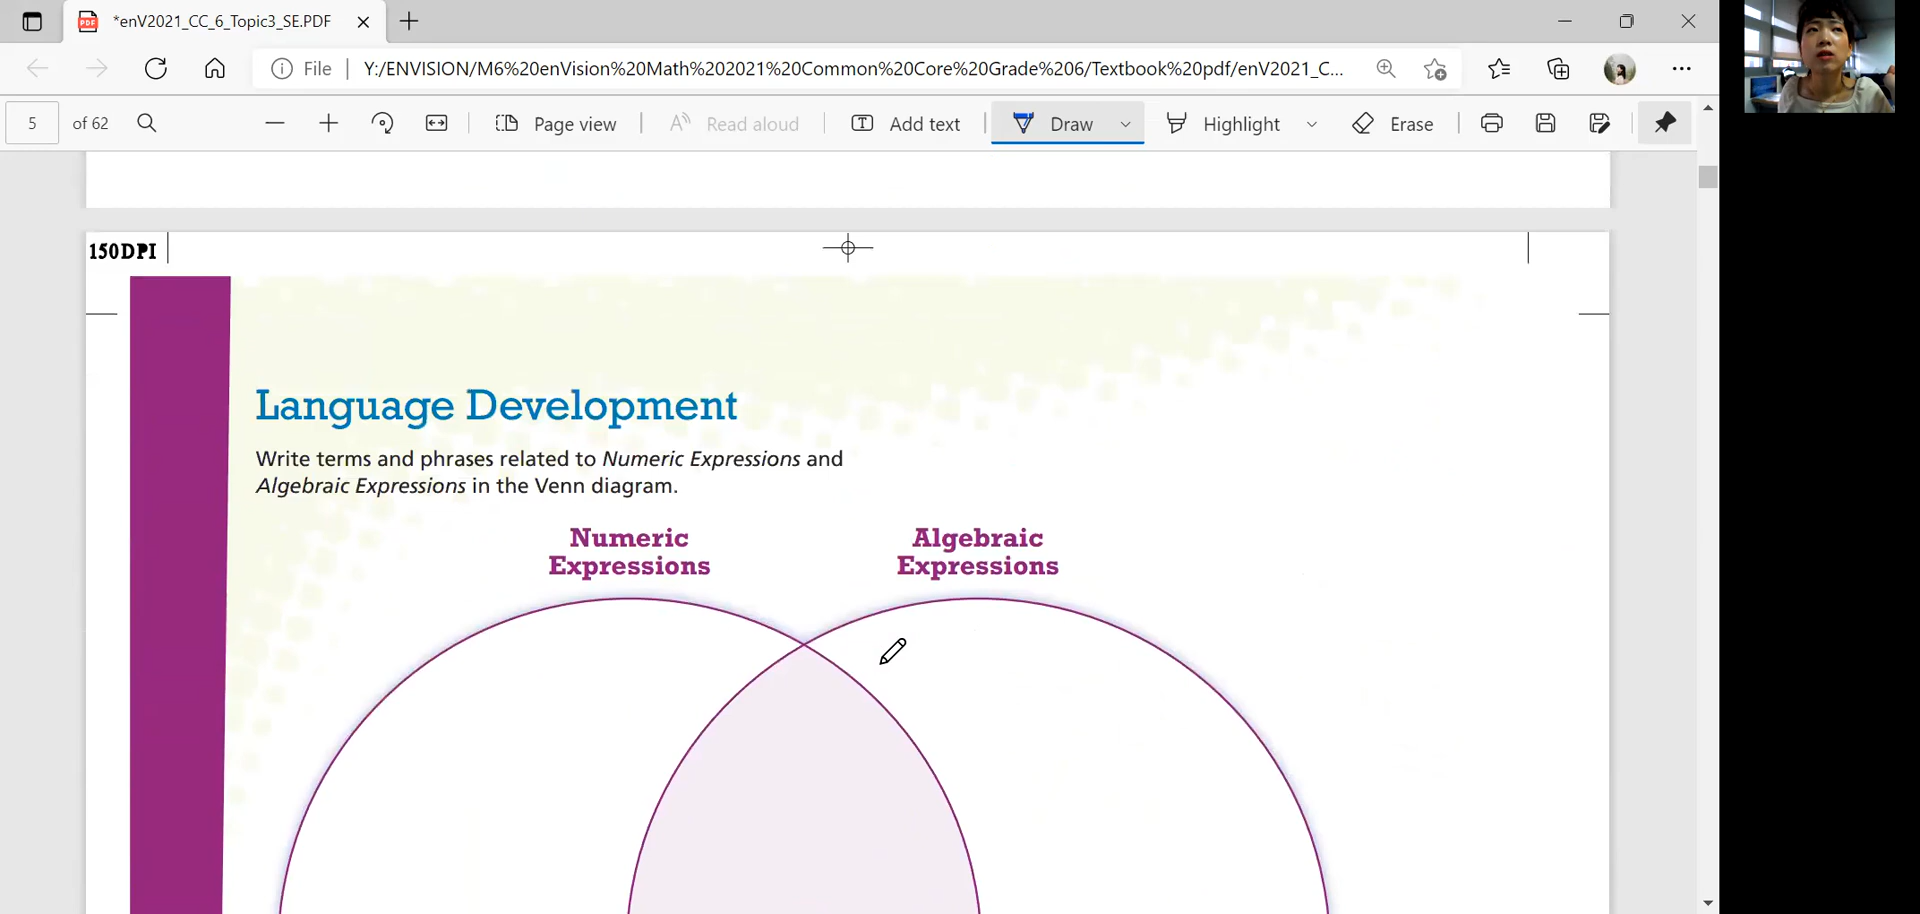 *enV2021_CC_6_Topic3_SE.PDF
File
Y:/ENVISION/M6%20enVision%20Math%202021%20Common%20Core%20Grade%206/Textbook%20pdf/enV2021_C...
5 of 62
Page view
Read aloud
Add text
Draw
Highlight
Erase
150DPI
Language Development
Write terms and phrases related to Numeric Expressions and
Algebraic Expressions in the Venn diagram.
Numeric
Expressions
Algebraic
Expressions